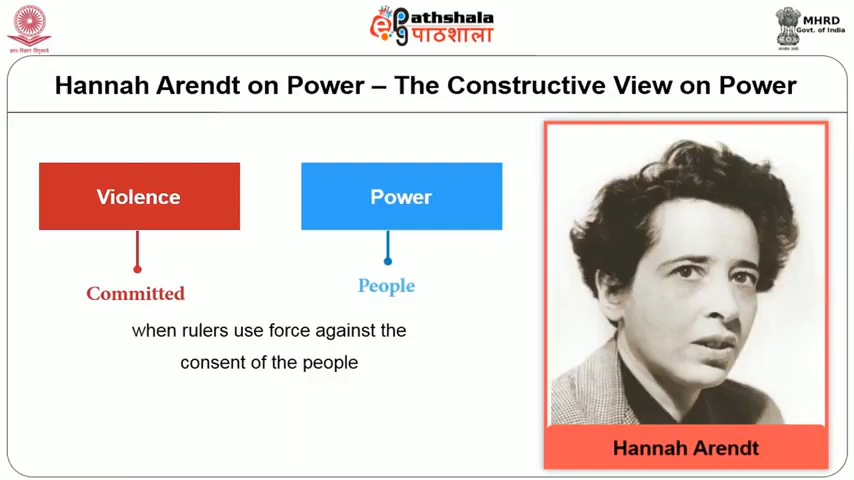 ePathshala
पाठशाला
MHRD
Govt. of India
Hannah Arendt on Power – The Constructive View on Power
Violence
Power
Committed
People
when rulers use force against the
consent of the people
Hannah Arendt